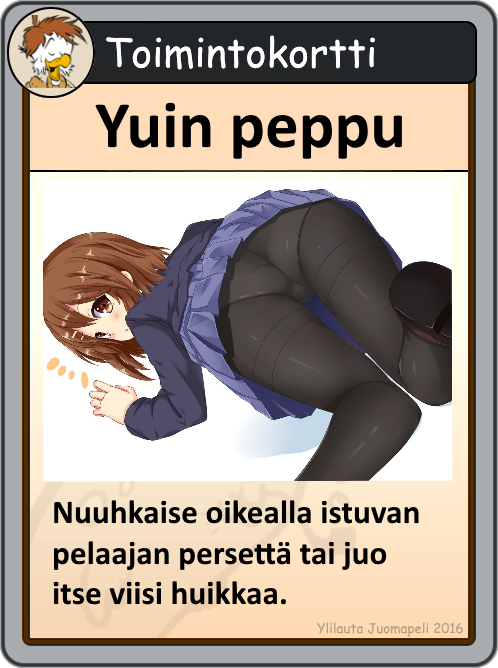 Toimintokortti
Yuin peppu
Nuuhkaise oikealla istuvan
pelaajan persettä tai juo
itse viisi huikkaa.
Ylilauta Juomapeli 2016